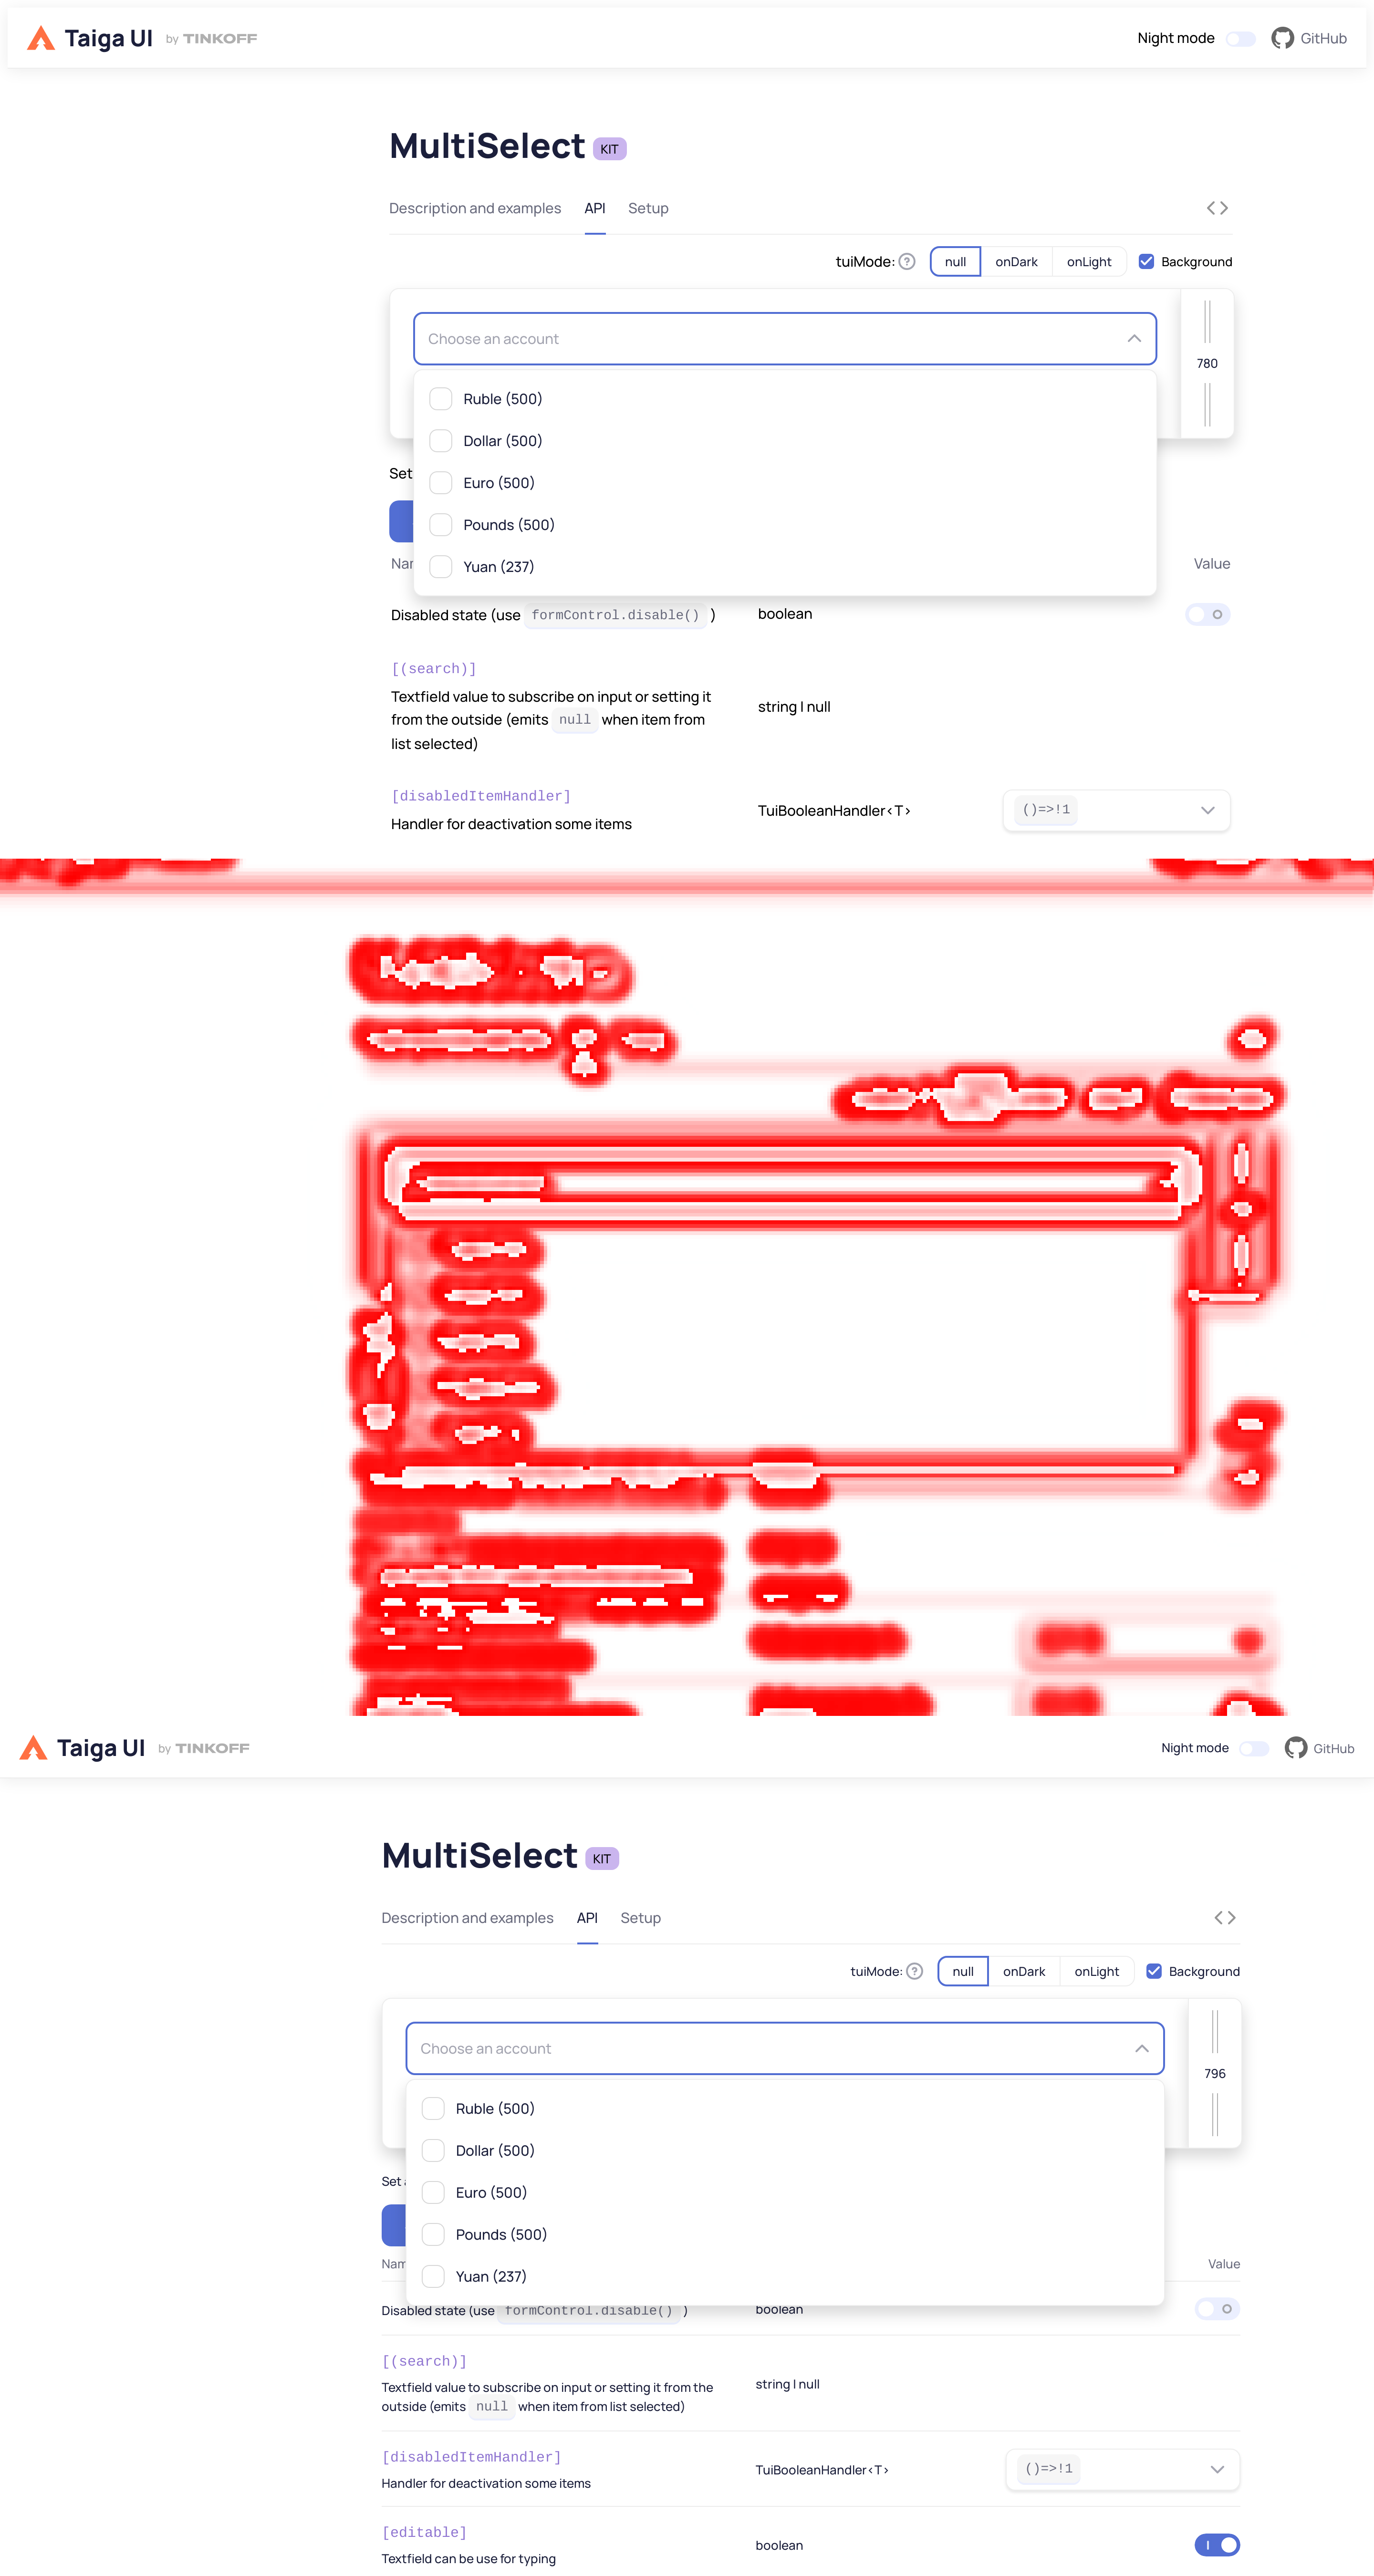 Taiga UI by TINKOFF Night mode GitHub
MultiSelect KIT
Description and examples API Setup
tuiMode: ? null onDark onLight Background
Choose an account
780
Ruble (500)
Dollar (500)
Set
Euro (500)
Pounds (500)
Yuan (237) Value
Disabled state (use formControl.disable() ) boolean
[(search)]
Textfield value to subscribe on input or setting it
from the outside (emits null when item from
list selected)
string | null
[disabledItemHandler]
Handler for deactivation some items
TuiBooleanHandler<T> ()=>!1
Taiga UI by TINKOFF Night mode GitHub
MultiSelect KIT
Description and examples API Setup
tuiMode: ? null onDark onLight Background
Choose an account
796
Ruble (500)
Dollar (500)
Set
Euro (500)
Pounds (500)
Yuan (237) Value
Disabled state (use formControl.disable() ) boolean
[(search)]
Textfield value to subscribe on input or setting it from the
outside (emits null when item from list selected)
string | null
[disabledItemHandler]
Handler for deactivation some items
TuiBooleanHandler<T> ()=>!1
[editable]
Textfield can be use for typing
boolean